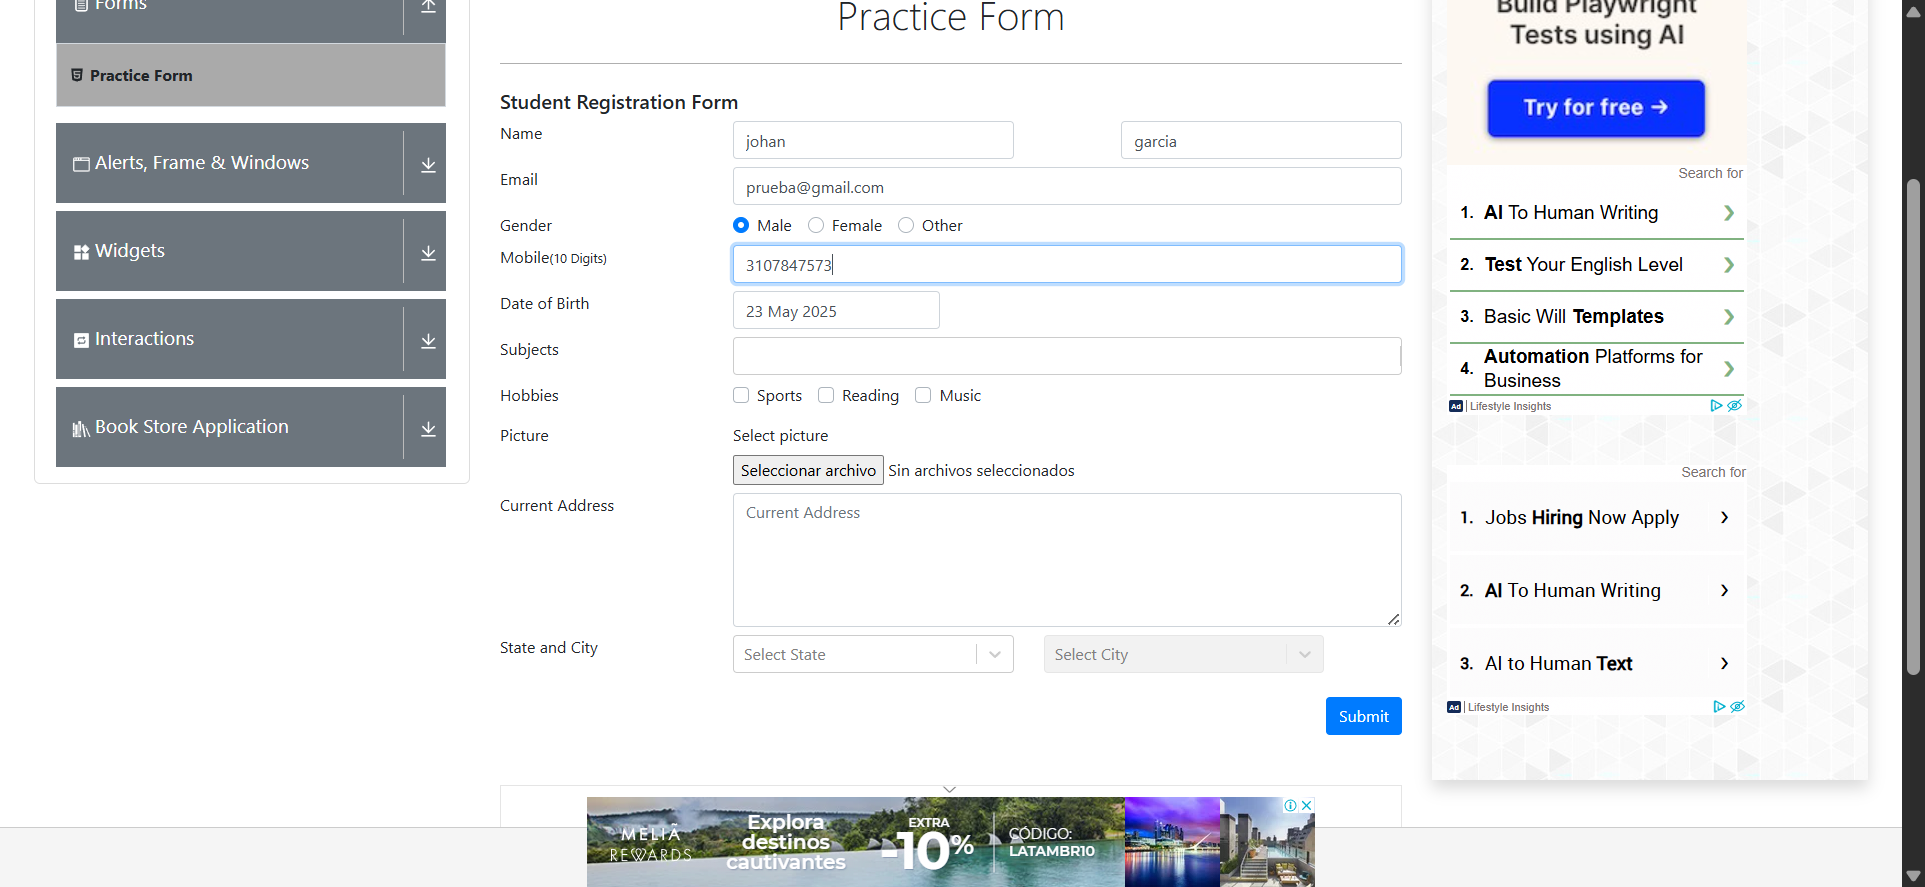 Forms
Practice Form
Alerts, Frame & Windows
Widgets
Interactions
Book Store Application
Practice Form
Student Registration Form
Name
johan
garcia
Email
prueba@gmail.com
Gender
Male
Female
Other
Mobile(10 Digits)
3107847573
Date of Birth
23 May 2025
Subjects
Hobbies
Sports
Reading
Music
Picture
Select picture
Seleccionar archivo Sin archivos seleccionados
Current Address
Current Address
State and City
Select State
Select City
Submit
MELIÃ
REWARDS
Explora
destinos
cautivantes
EXTRA
-10%
CÓDIGO:
LATAMBR10
Build Playwright
Tests using AI
Try for free →
Search for
1. AI To Human Writing
2. Test Your English Level
3. Basic Will Templates
4. Automation Platforms for
Business
Ad | Lifestyle Insights
Search for
1. Jobs Hiring Now Apply
2. AI To Human Writing
3. AI to Human Text
Ad | Lifestyle Insights